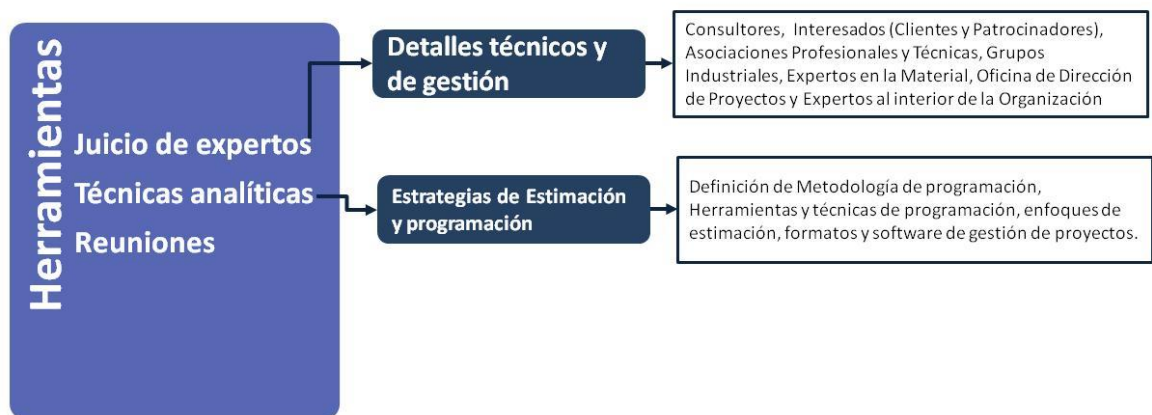 Herramientas
Juicio de expertos
Técnicas analíticas
Reuniones
Detalles técnicos y
de gestión
Consultores, Interesados (Clientes y Patrocinadores),
Asociaciones Profesionales y Técnicas, Grupos
Industriales, Expertos en la Material, Oficina de Dirección
de Proyectos y Expertos al interior de la Organización
Estrategias de Estimación
y programación
Definición de Metodología de programación,
Herramientas y técnicas de programación, enfoques de
estimación, formatos y software de gestión de proyectos.